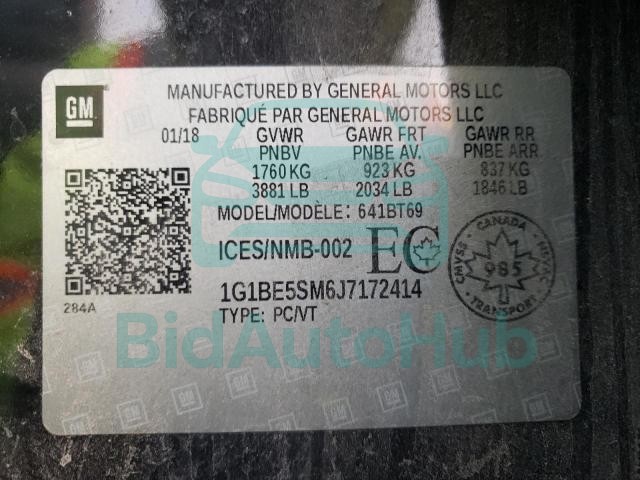 GM
MANUFACTURED BY GENERAL MOTORS LLC
FABRIQUÉ PAR GENERAL MOTORS LLC
01/18 GVWR GAWR FRT GAWR RR
PNBV PNBE AV. PNBE ARR.
1760 KG 923 KG 837 KG
3881 LB 2034 LB 1846 LB
MODEL/MODÈLE: 641BT69
ICES/NMB-002 EC
CANADA
CMVSS 985 NSVAC
TRANSPORT
1G1BE5SM6J7172414
284A
TYPE: PC/VT
BidAutoHub